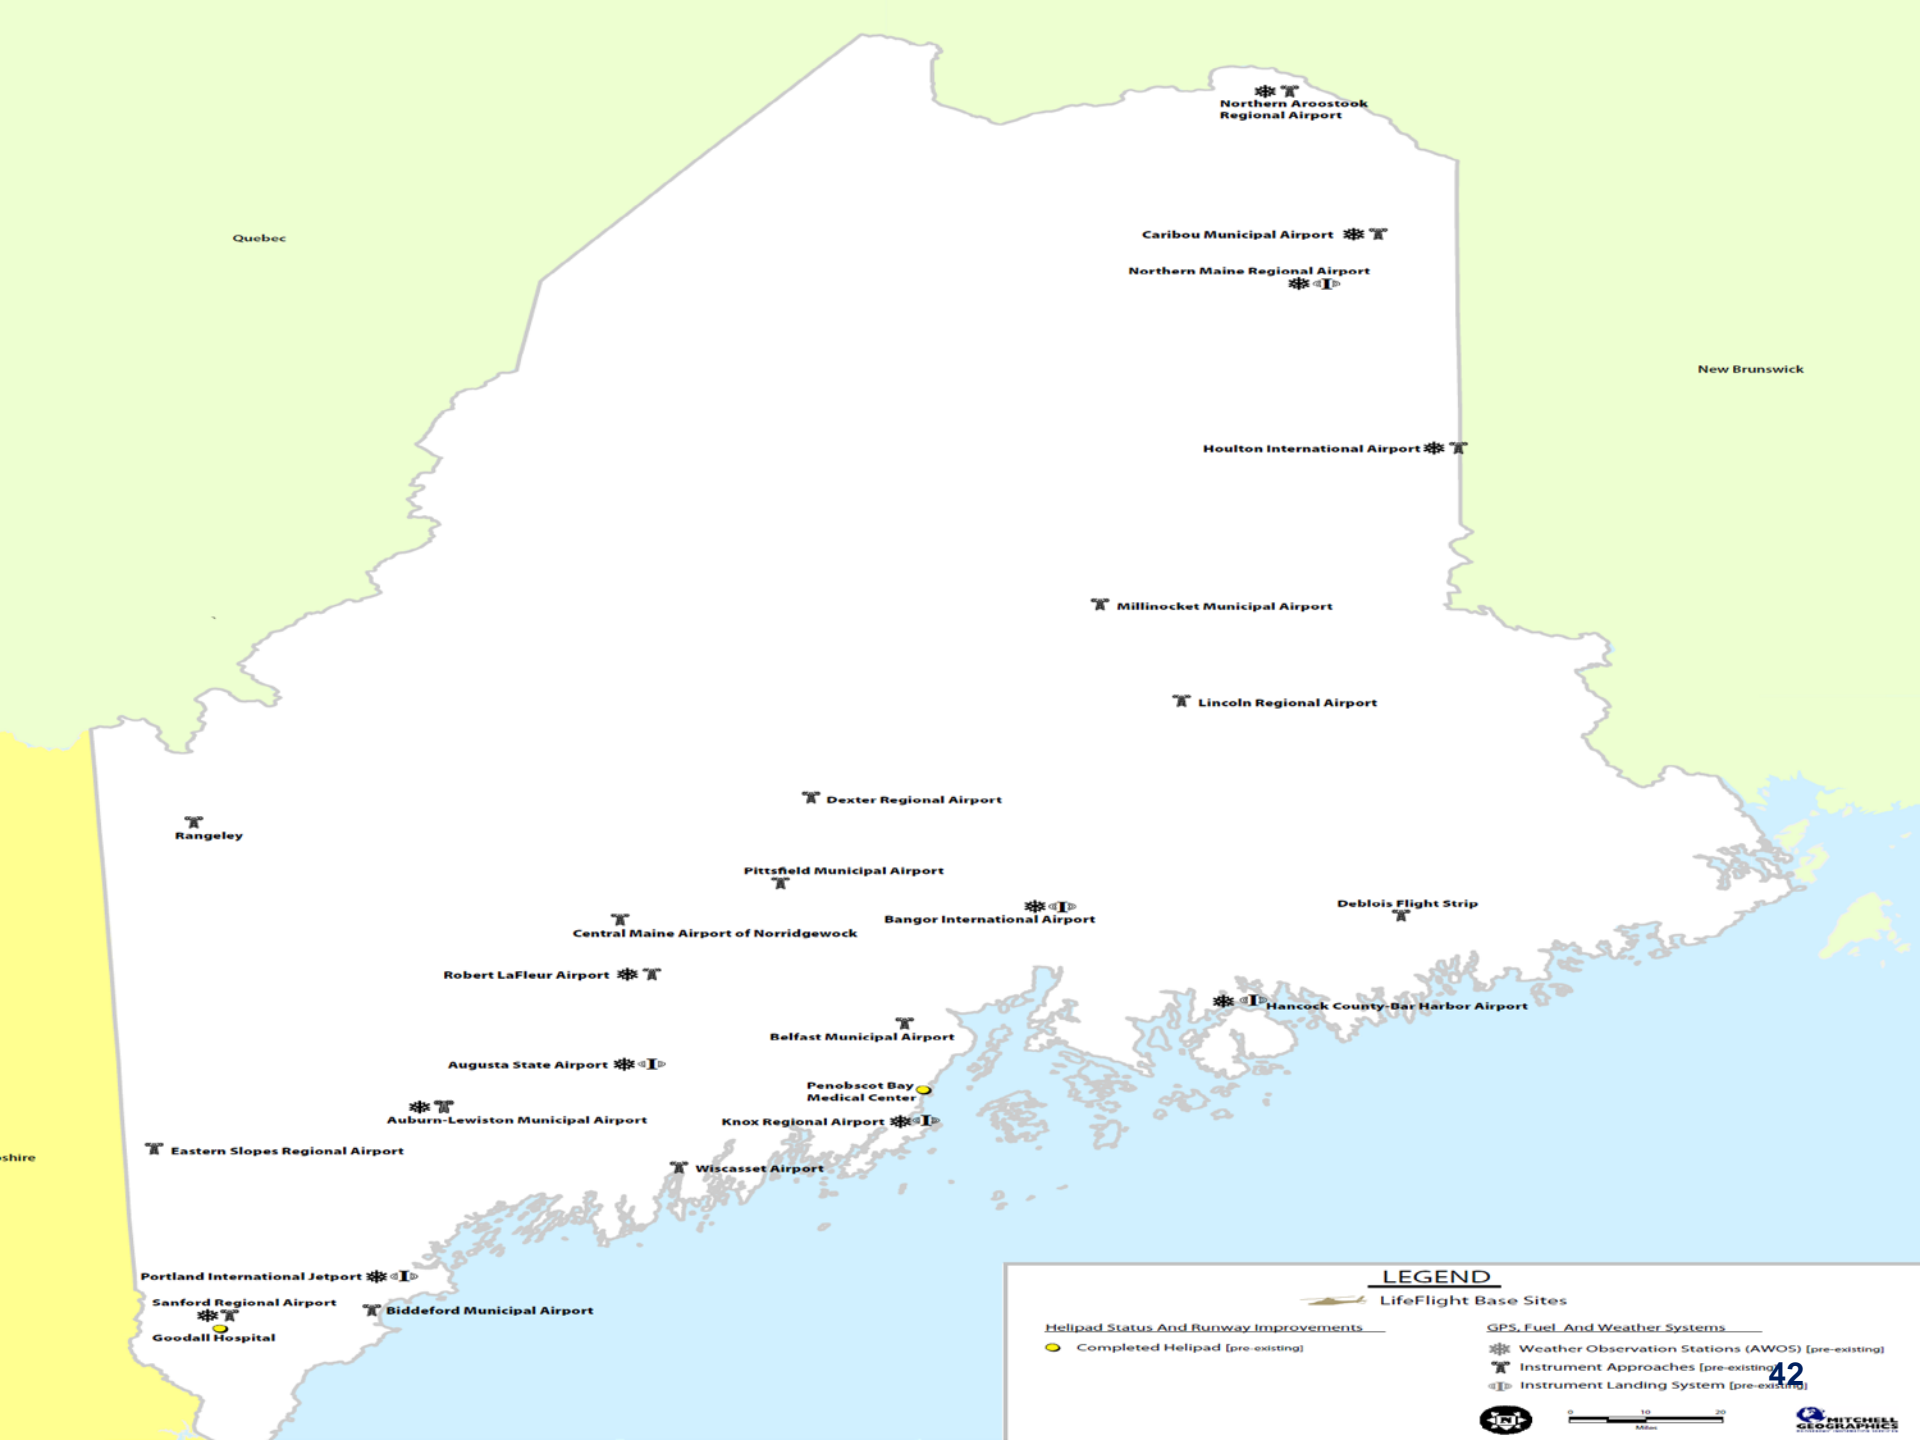 Northern Aroostook
Regional Airport
Quebec
Caribou Municipal Airport
Northern Maine Regional Airport
New Brunswick
Houlton International Airport
Millinocket Municipal Airport
Lincoln Regional Airport
Dexter Regional Airport
Rangeley
Pittsfield Municipal Airport
Deblois Flight Strip
Bangor International Airport
Central Maine Airport of Norridgewock
Robert LaFleur Airport
Hancock County-Bar Harbor Airport
Belfast Municipal Airport
Augusta State Airport
Penobscot Bay
Medical Center
Auburn-Lewiston Municipal Airport
Knox Regional Airport
Eastern Slopes Regional Airport
shire
Wiscasset Airport
Portland International Jetport
Sanford Regional Airport
Biddeford Municipal Airport
Goodall Hospital
LEGEND
LifeFlight Base Sites
Helipad Status And Runway Improvements
Completed Helipad [pre-existing]
GPS, Fuel And Weather Systems
Weather Observation Stations (AWOS) [pre-existing]
Instrument Approaches [pre-existing]
42
Instrument Landing System [pre-existing]
N
0 10 20
Miles
MITCHELL
GEOGRAPHICS